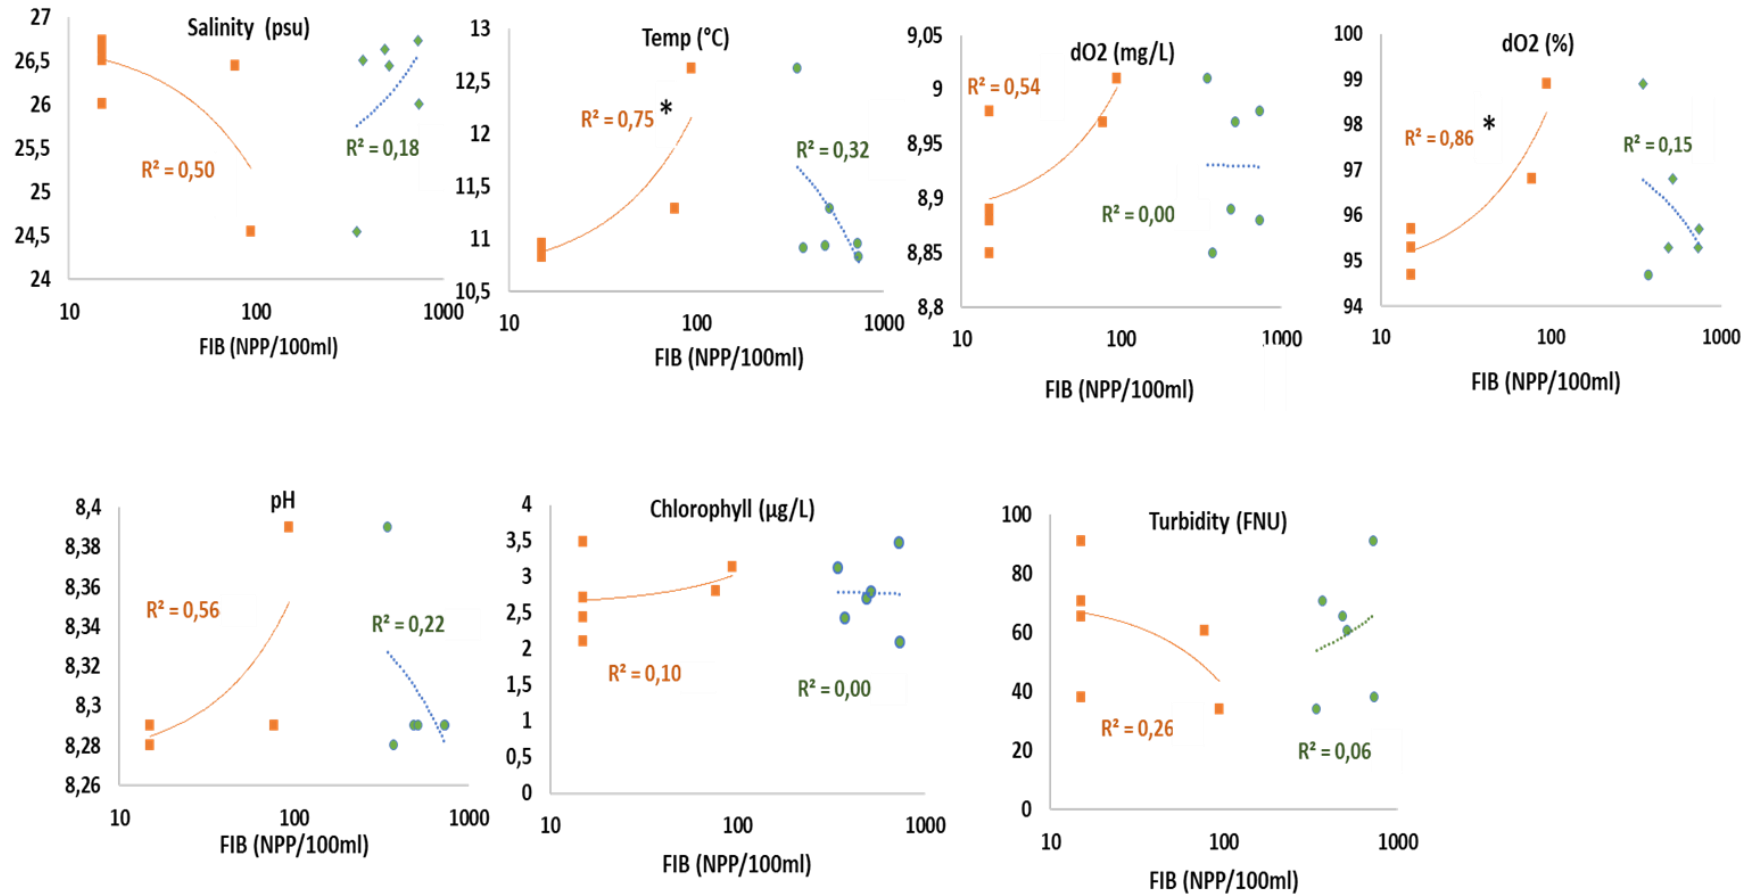 Salinity (psu)
27
26,5
26
25,5
25
24,5
24
R² = 0,50
R² = 0,18
10
100
1000
FIB (NPP/100ml)
Temp (°C)
13
12,5
12
11,5
11
10,5
R² = 0,75 *
R² = 0,32
10
100
1000
FIB (NPP/100ml)
dO2 (mg/L)
9,05
9
8,95
8,9
8,85
8,8
R² = 0,54
R² = 0,00
10
100
1000
FIB (NPP/100ml)
dO2 (%)
100
99
98
97
96
95
94
R² = 0,86 *
R² = 0,15
10
100
1000
FIB (NPP/100ml)
pH
8,4
8,38
8,36
8,34
8,32
8,3
8,28
8,26
R² = 0,56
R² = 0,22
10
100
1000
FIB (NPP/100ml)
Chlorophyll (µg/L)
4
3,5
3
2,5
2
1,5
1
0,5
0
R² = 0,10
R² = 0,00
10
100
1000
FIB (NPP/100ml)
Turbidity (FNU)
100
80
60
40
20
0
R² = 0,26
R² = 0,06
10
100
1000
FIB (NPP/100ml)